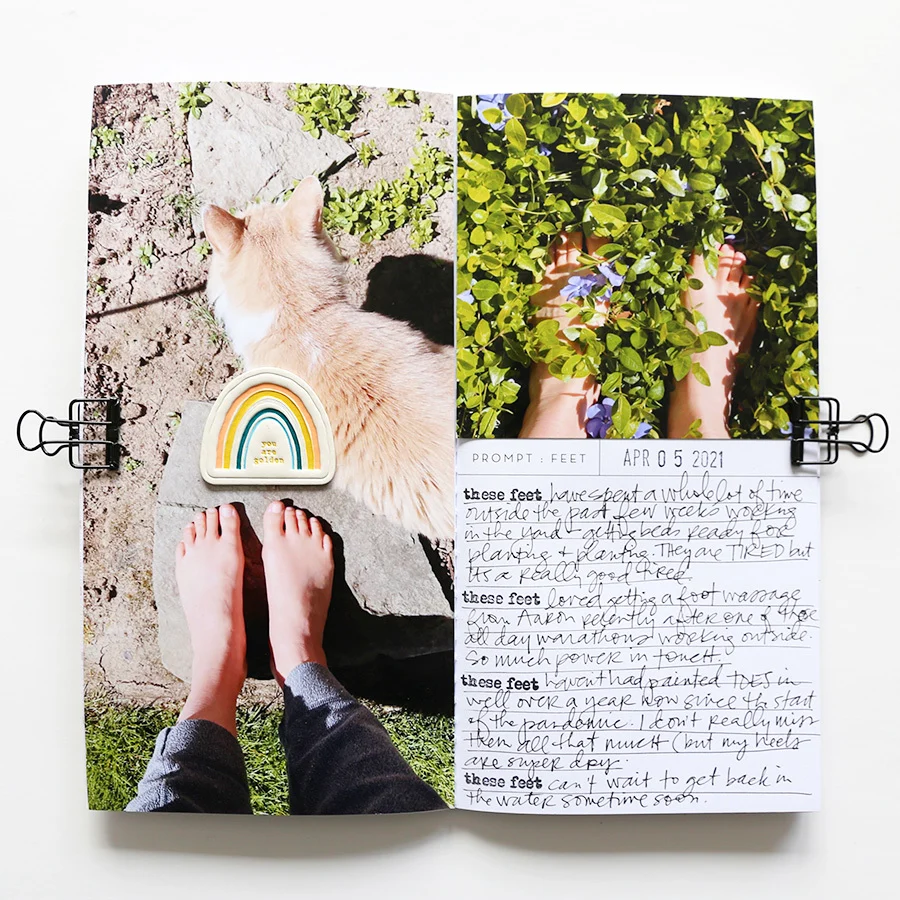 you
are
golden
PROMPT : FEET
APR 05 2021
these feet have spent a whole lot of time
outside the past few weeks working
in the yard - getting beds ready for
planting + planting. They are TIRED but
its a really good tired.
these feet loved getting a foot massage
from Aaron recently after one of those
all day marathons working outside.
So much power in touch.
these feet haven't had painted TOES in
well over a year now since the start
of the pandemic. I don't really miss
them all that much (but my heels
are super dry.
these feet can't wait to get back in
the water sometime soon.